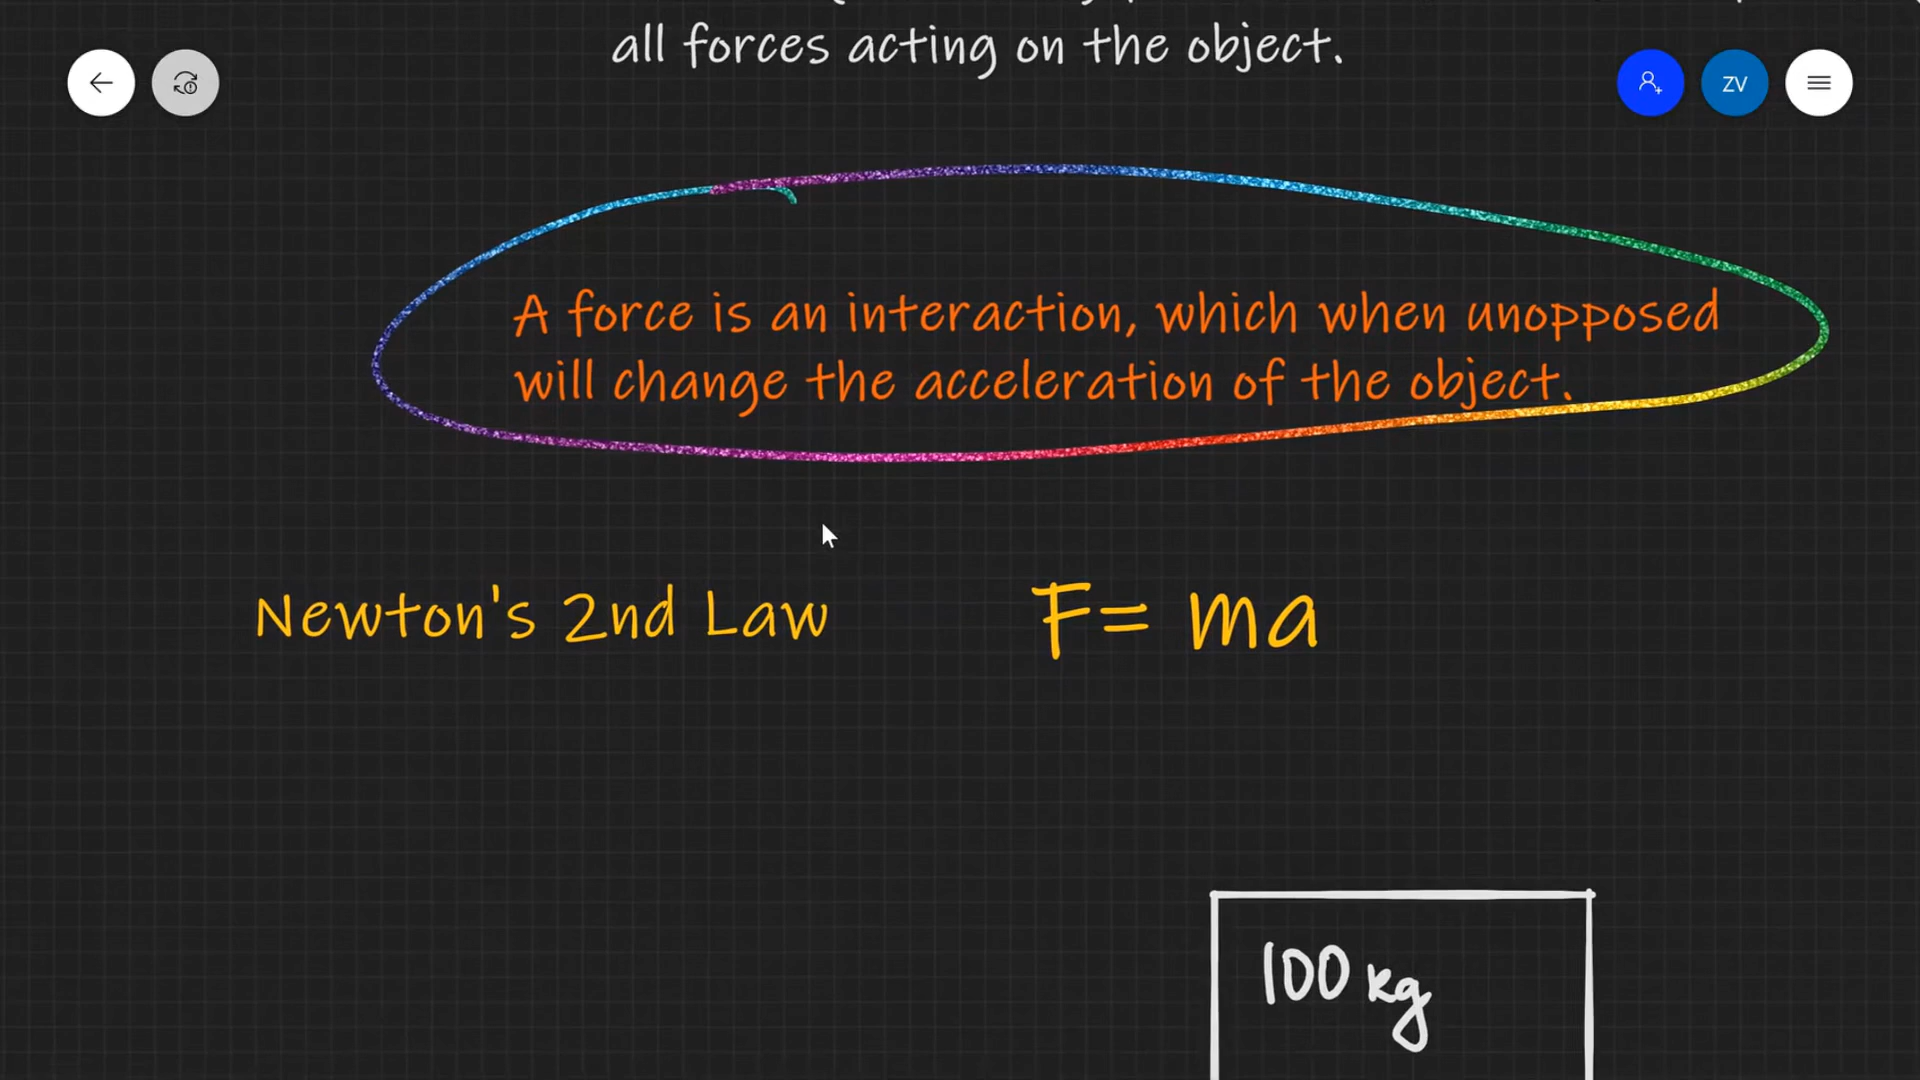 all forces acting on the object.
ZV
A force is an interaction, which when unopposed
will change the acceleration of the object.
Newton's 2nd Law
F = ma
100 kg